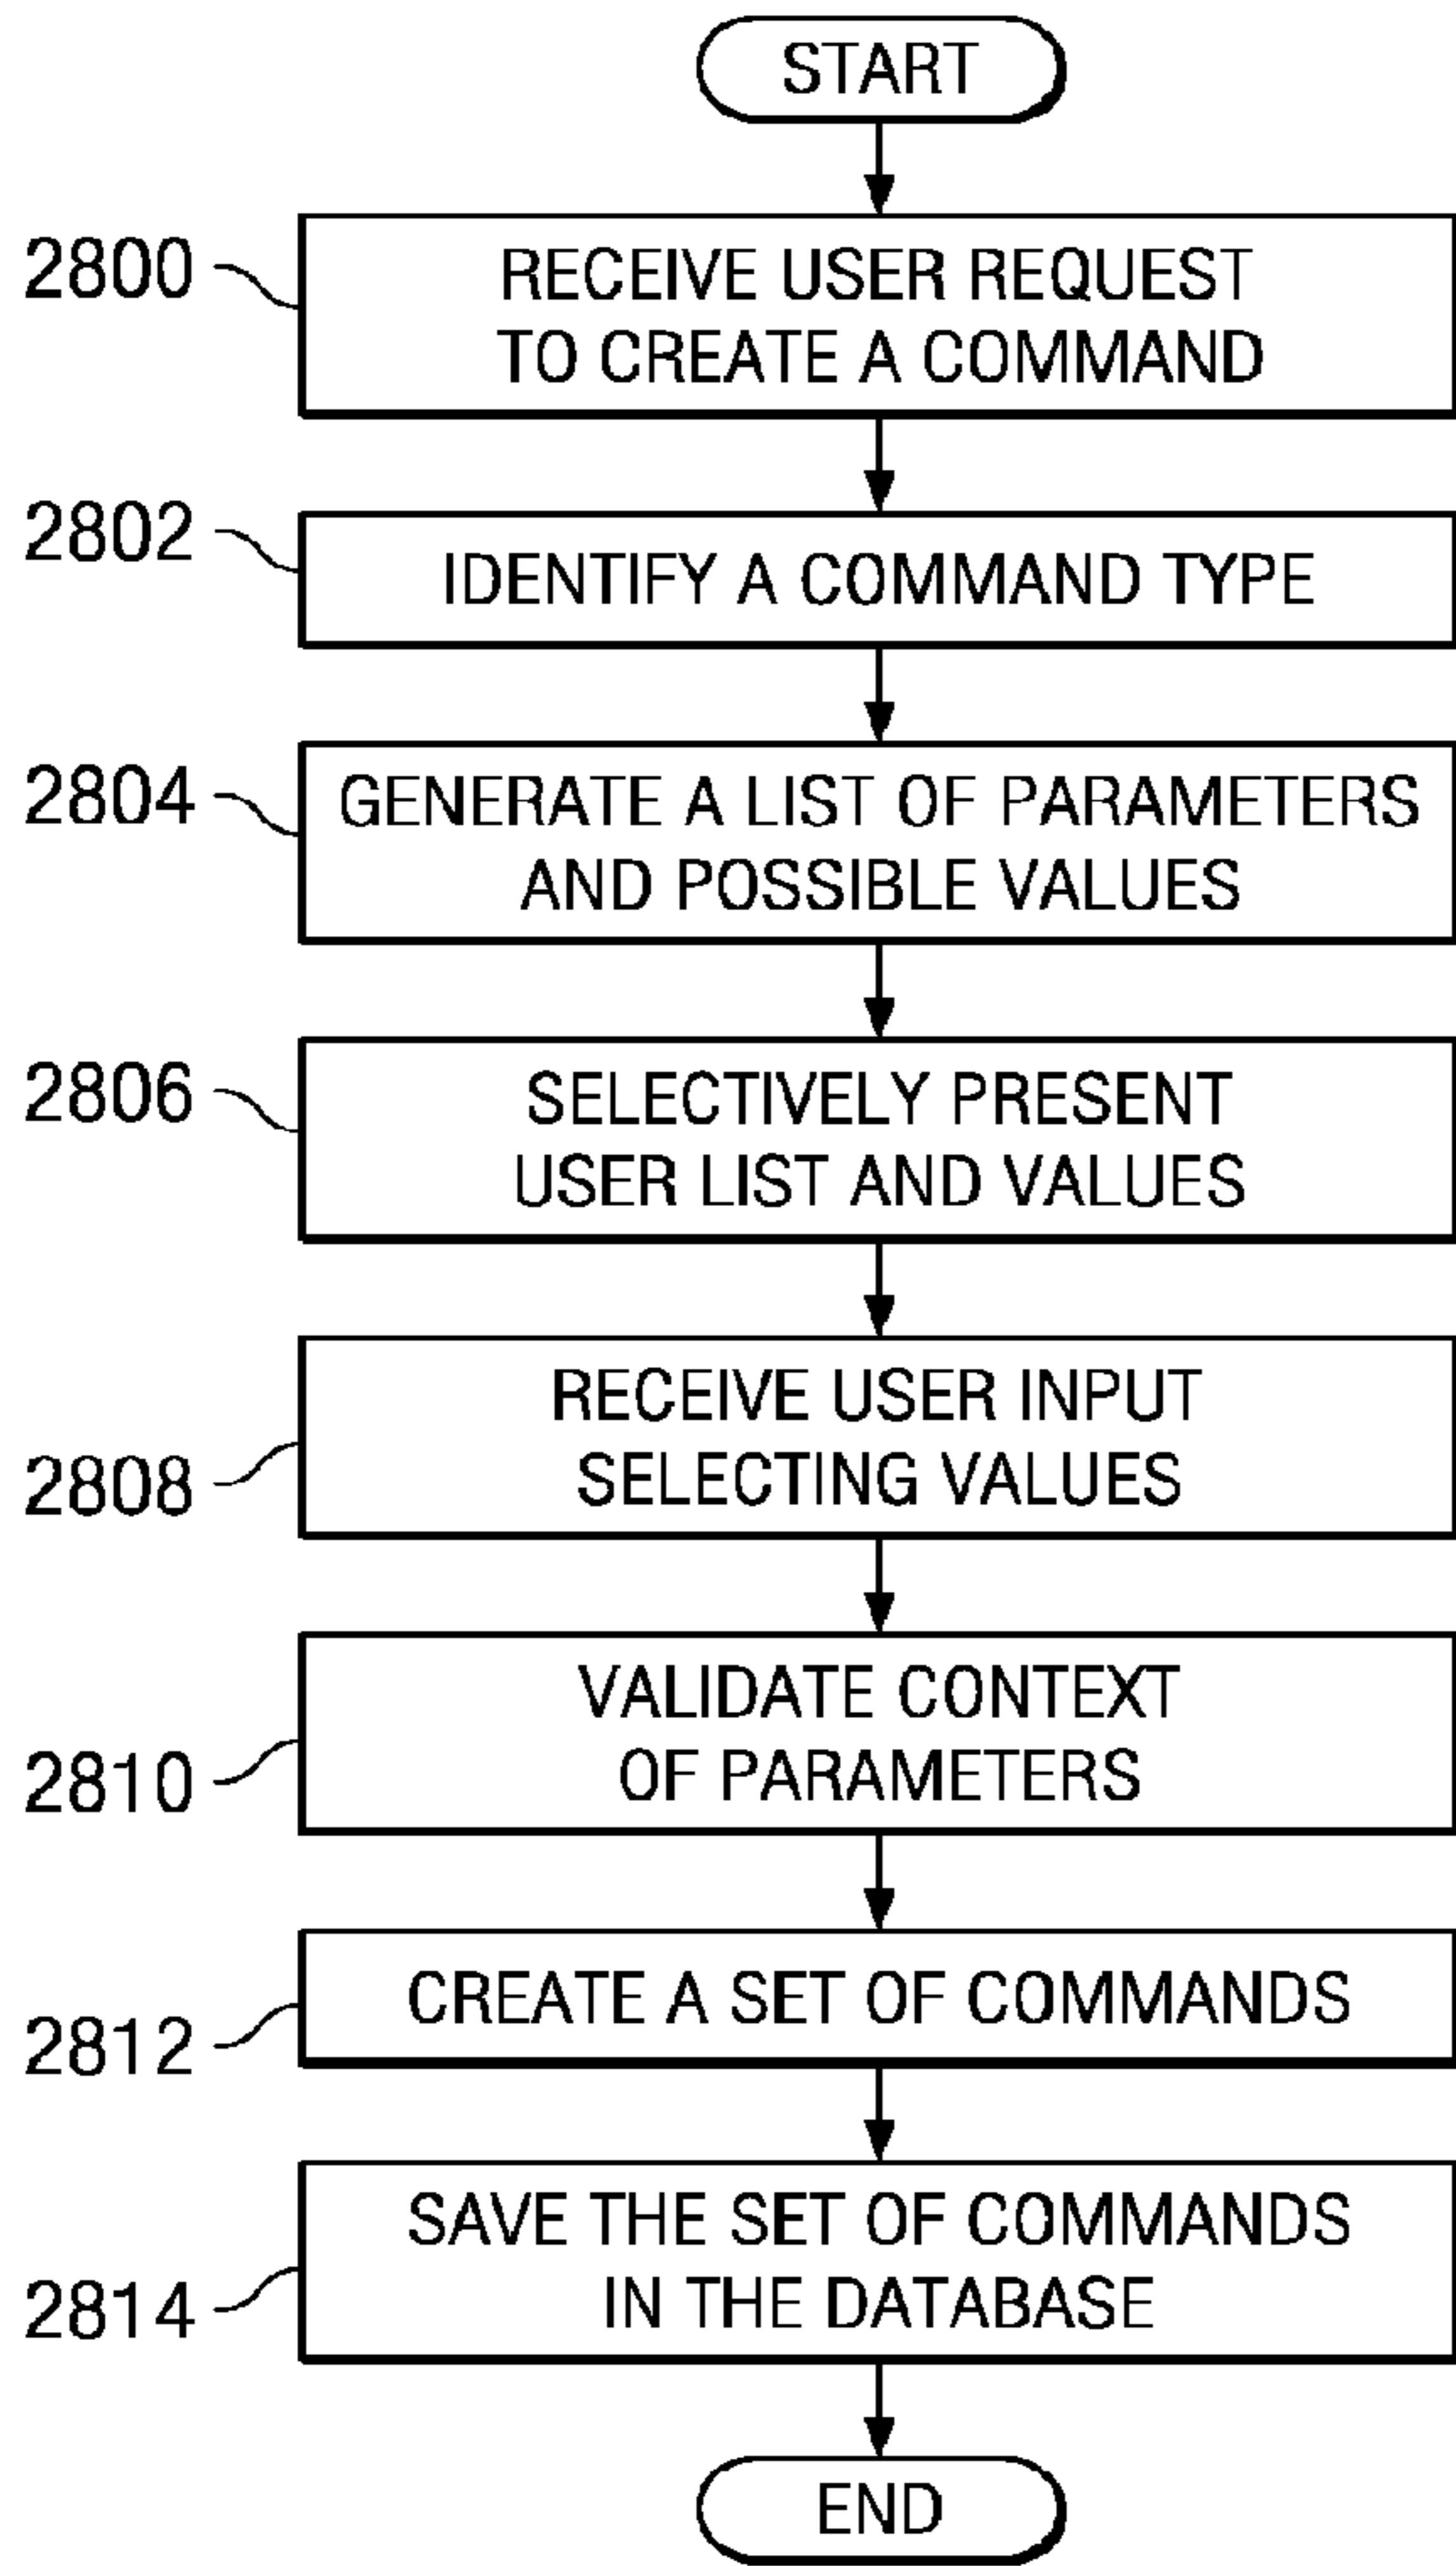 START
2800
RECEIVE USER REQUEST
TO CREATE A COMMAND
2802
IDENTIFY A COMMAND TYPE
2804
GENERATE A LIST OF PARAMETERS
AND POSSIBLE VALUES
2806
SELECTIVELY PRESENT
USER LIST AND VALUES
2808
RECEIVE USER INPUT
SELECTING VALUES
2810
VALIDATE CONTEXT
OF PARAMETERS
2812
CREATE A SET OF COMMANDS
2814
SAVE THE SET OF COMMANDS
IN THE DATABASE
END